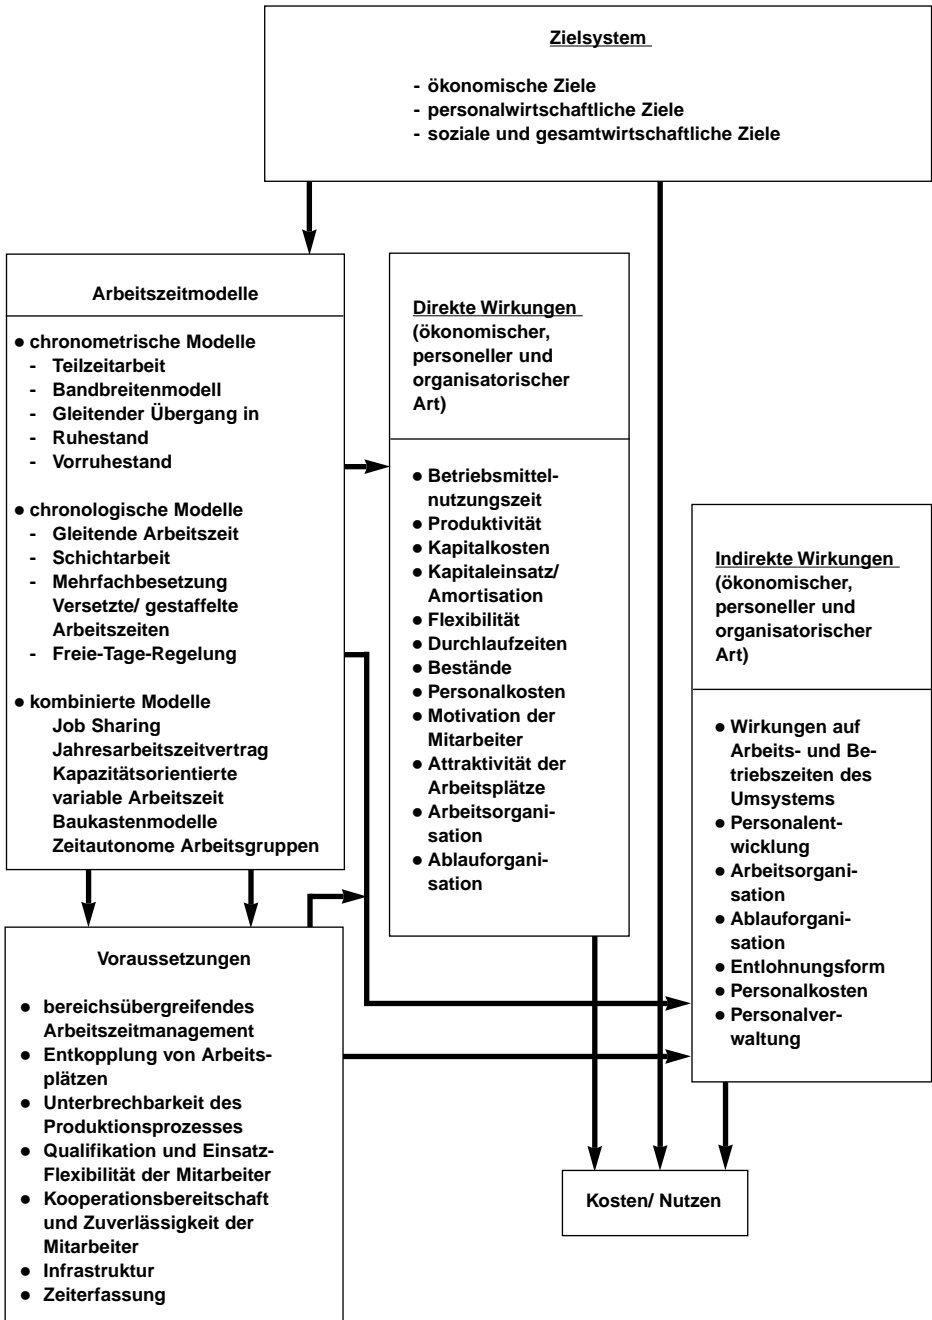 Zielsystem
- ökonomische Ziele
- personalwirtschaftliche Ziele
- soziale und gesamtwirtschaftliche Ziele
Arbeitszeitmodelle
● chronometrische Modelle
- Teilzeitarbeit
- Bandbreitenmodell
- Gleitender Übergang in
- Ruhestand
- Vorruhestand
● chronologische Modelle
- Gleitende Arbeitszeit
- Schichtarbeit
- Mehrfachbesetzung
Versetzte/ gestaffelte
Arbeitszeiten
- Freie-Tage-Regelung
● kombinierte Modelle
Job Sharing
Jahresarbeitszeitvertrag
Kapazitätsorientierte
variable Arbeitszeit
Baukastenmodelle
Zeitautonome Arbeitsgruppen
Direkte Wirkungen
(ökonomischer,
personeller und
organisatorischer
Art)
● Betriebsmittel-
nutzungszeit
● Produktivität
● Kapitalkosten
● Kapitaleinsatz/
Amortisation
● Flexibilität
● Durchlaufzeiten
● Bestände
● Personalkosten
● Motivation der
Mitarbeiter
● Attraktivität der
Arbeitsplätze
● Arbeitsorgani-
sation
● Ablauforgani-
sation
Indirekte Wirkungen
(ökonomischer,
personeller und
organisatorischer
Art)
● Wirkungen auf
Arbeits- und Be-
triebszeiten des
Umsystems
● Personalent-
wicklung
● Arbeitsorgani-
sation
● Ablauforgani-
sation
● Entlohnungsform
● Personalkosten
● Personalver-
waltung
Voraussetzungen
● bereichsübergreifendes
Arbeitszeitmanagement
● Entkopplung von Arbeits-
plätzen
● Unterbrechbarkeit des
Produktionsprozesses
● Qualifikation und Einsatz-
Flexibilität der Mitarbeiter
● Kooperationsbereitschaft
und Zuverlässigkeit der
Mitarbeiter
● Infrastruktur
● Zeiterfassung
Kosten/ Nutzen